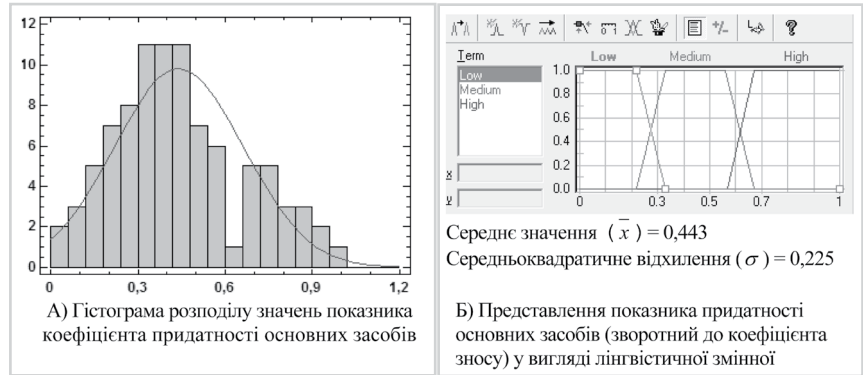 12
10
8
6
4
2
0
0 0,3 0,6 0,9 1,2
А) Гістограма розподілу значень показника
коефіцієнта придатності основних засобів
Term
Low
Medium
High
Low Medium High
1.0
0.8
0.6
0.4
0.2
0.0
0 0.3 0.5 0.7 1
Середнє значення ( x̄ ) = 0,443
Середньоквадратичне відхилення ( σ ) = 0,225
Б) Представлення показника придатності
основних засобів (зворотний до коефіцієнта
зносу) у вигляді лінгвістичної змінної